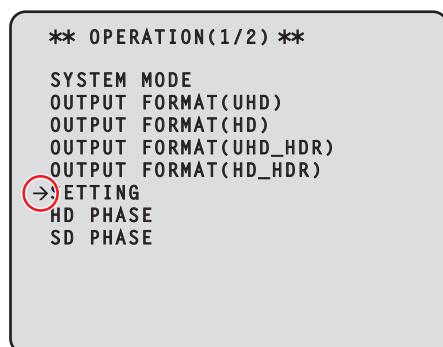 ** OPERATION(1/2) **
SYSTEM MODE
OUTPUT FORMAT(UHD)
OUTPUT FORMAT(HD)
OUTPUT FORMAT(UHD_HDR)
OUTPUT FORMAT(HD_HDR)
→SETTING
HD PHASE
SD PHASE